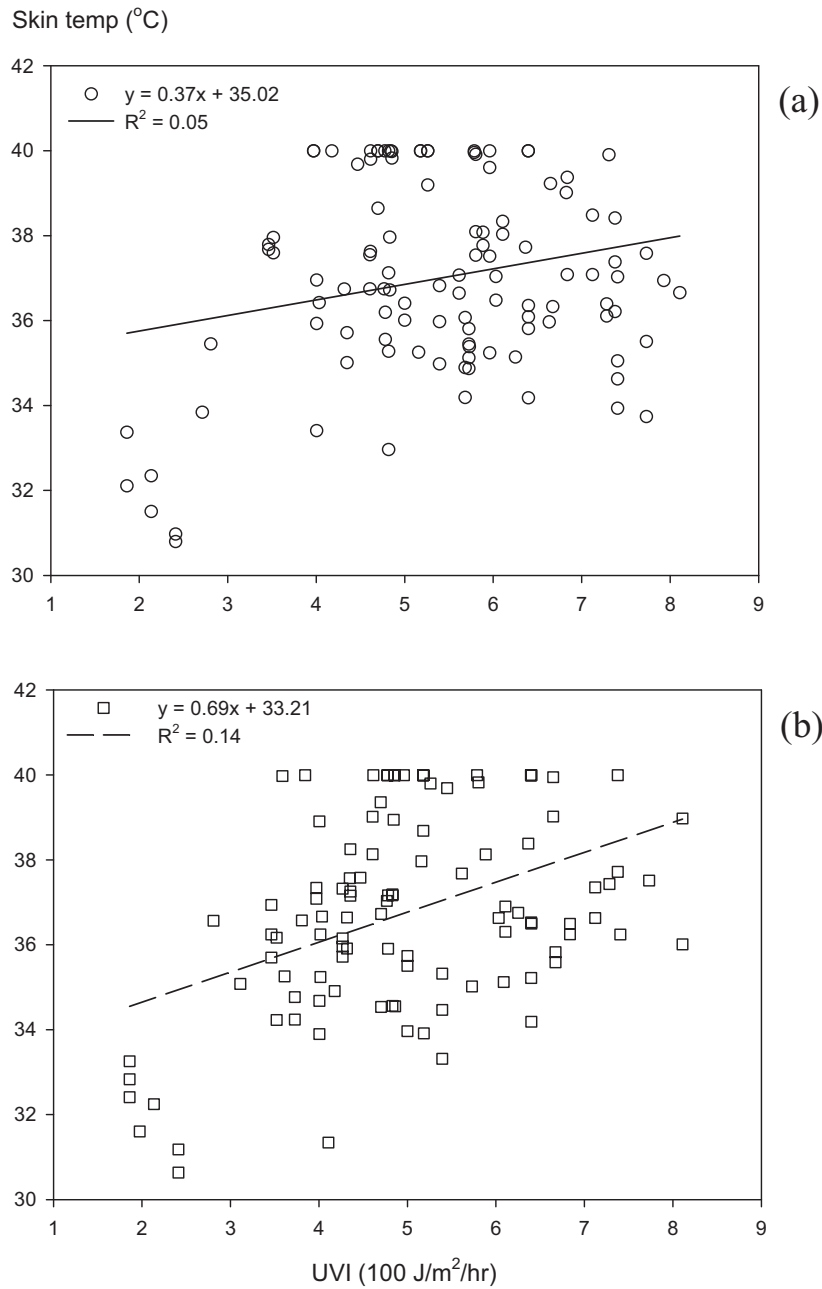 Skin temp (°C)
42
40
38
36
34
32
30
y = 0.37x + 35.02
R² = 0.05
(a)
1 2 3 4 5 6 7 8 9
42
40
38
36
34
32
30
y = 0.69x + 33.21
R² = 0.14
(b)
1 2 3 4 5 6 7 8 9
UVI (100 J/m²/hr)